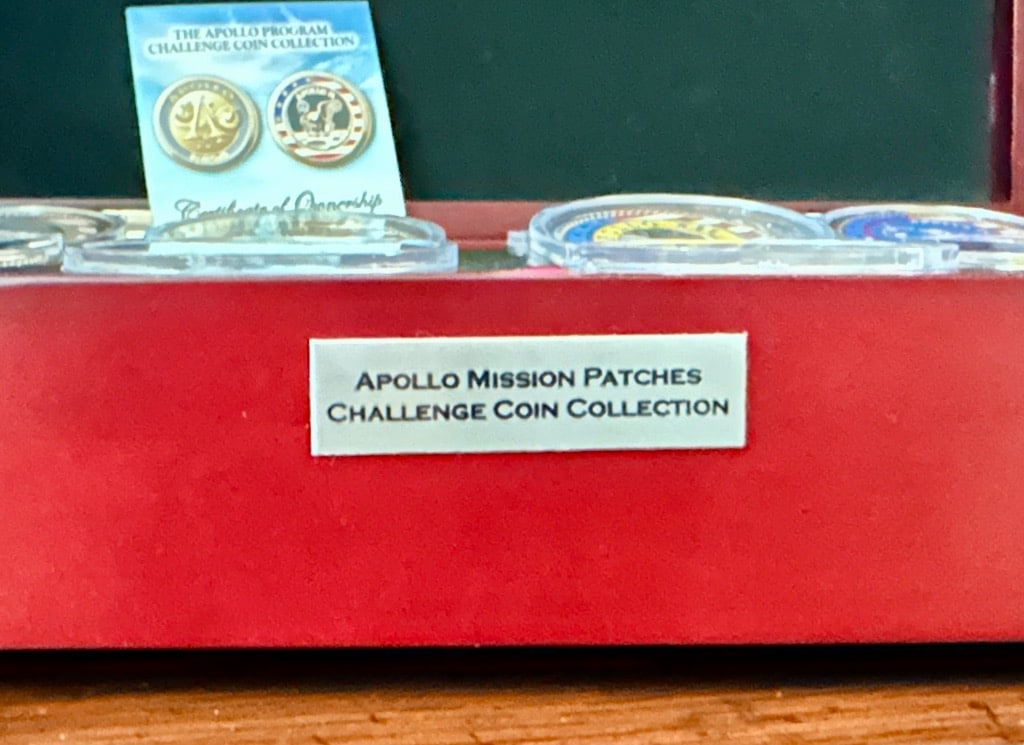 THE APOLLO PROGRAM
CHALLENGE COIN COLLECTION
Certificate of Ownership
APOLLO MISSION PATCHES
CHALLENGE COIN COLLECTION